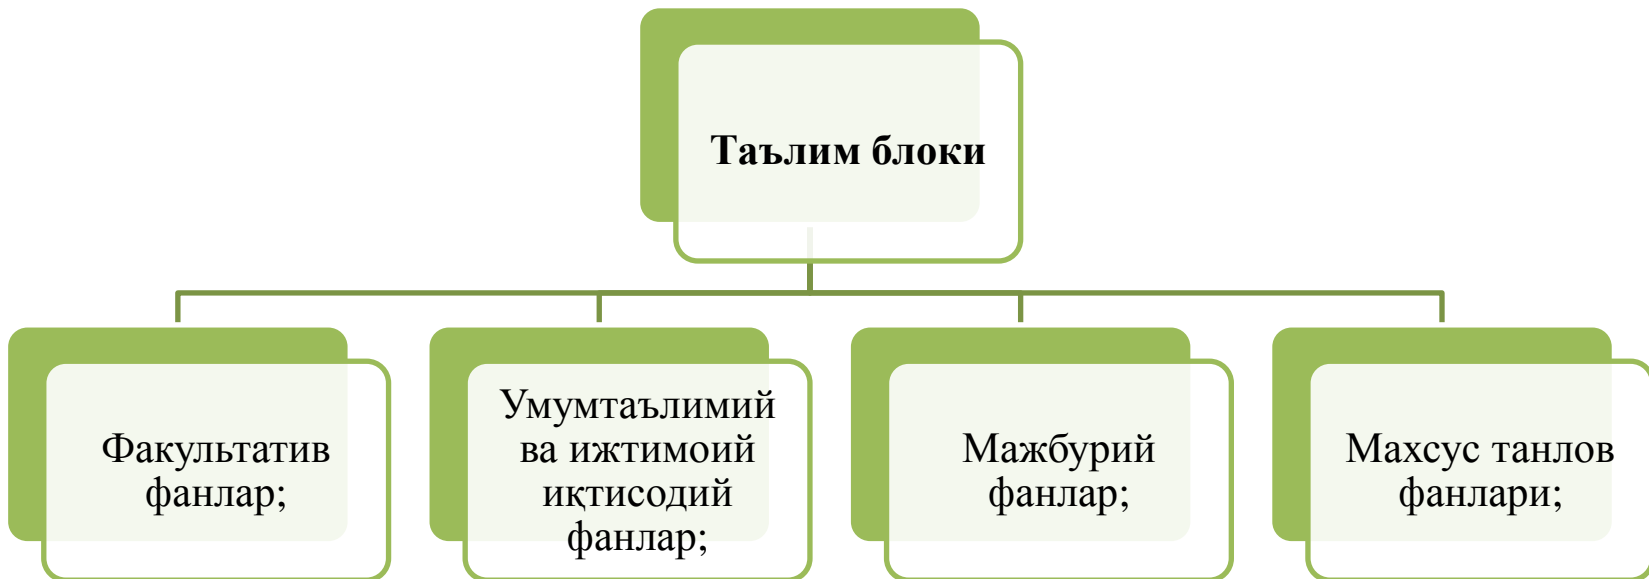 Таълим блоки
Факультатив
фанлар;
Умумтаълимий
ва ижтимоий
иқтисодий
фанлар;
Мажбурий
фанлар;
Махсус танлов
фанлари;